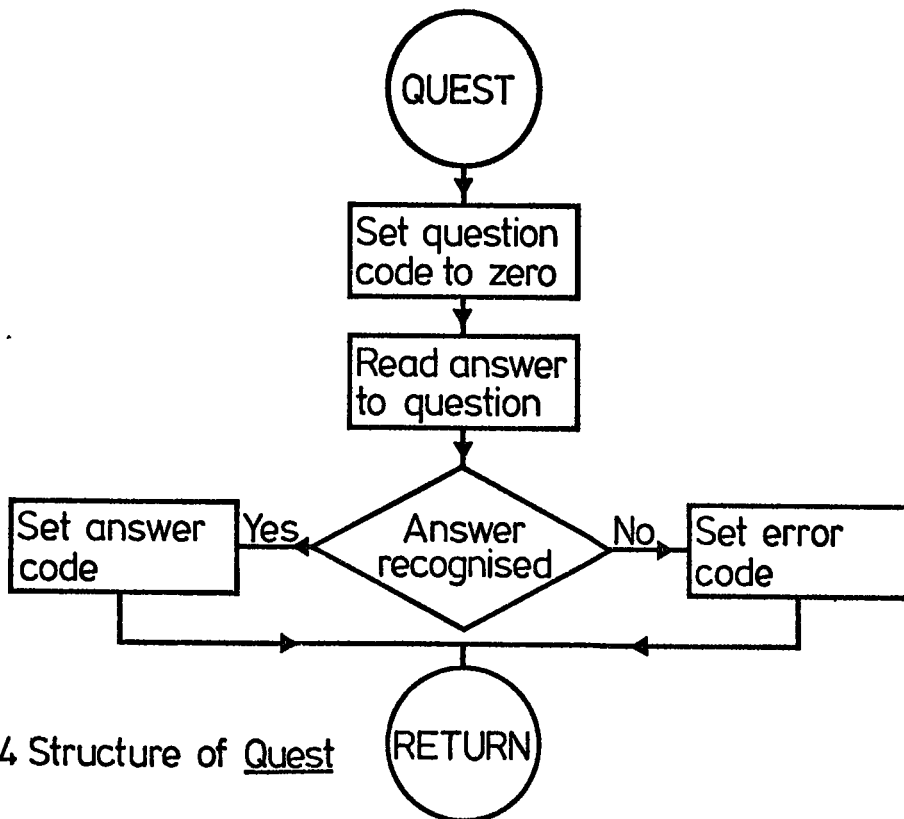 QUEST
Set question
code to zero
Read answer
to question
Answer
recognised
Yes
No
Set answer
code
Set error
code
RETURN
4 Structure of Quest